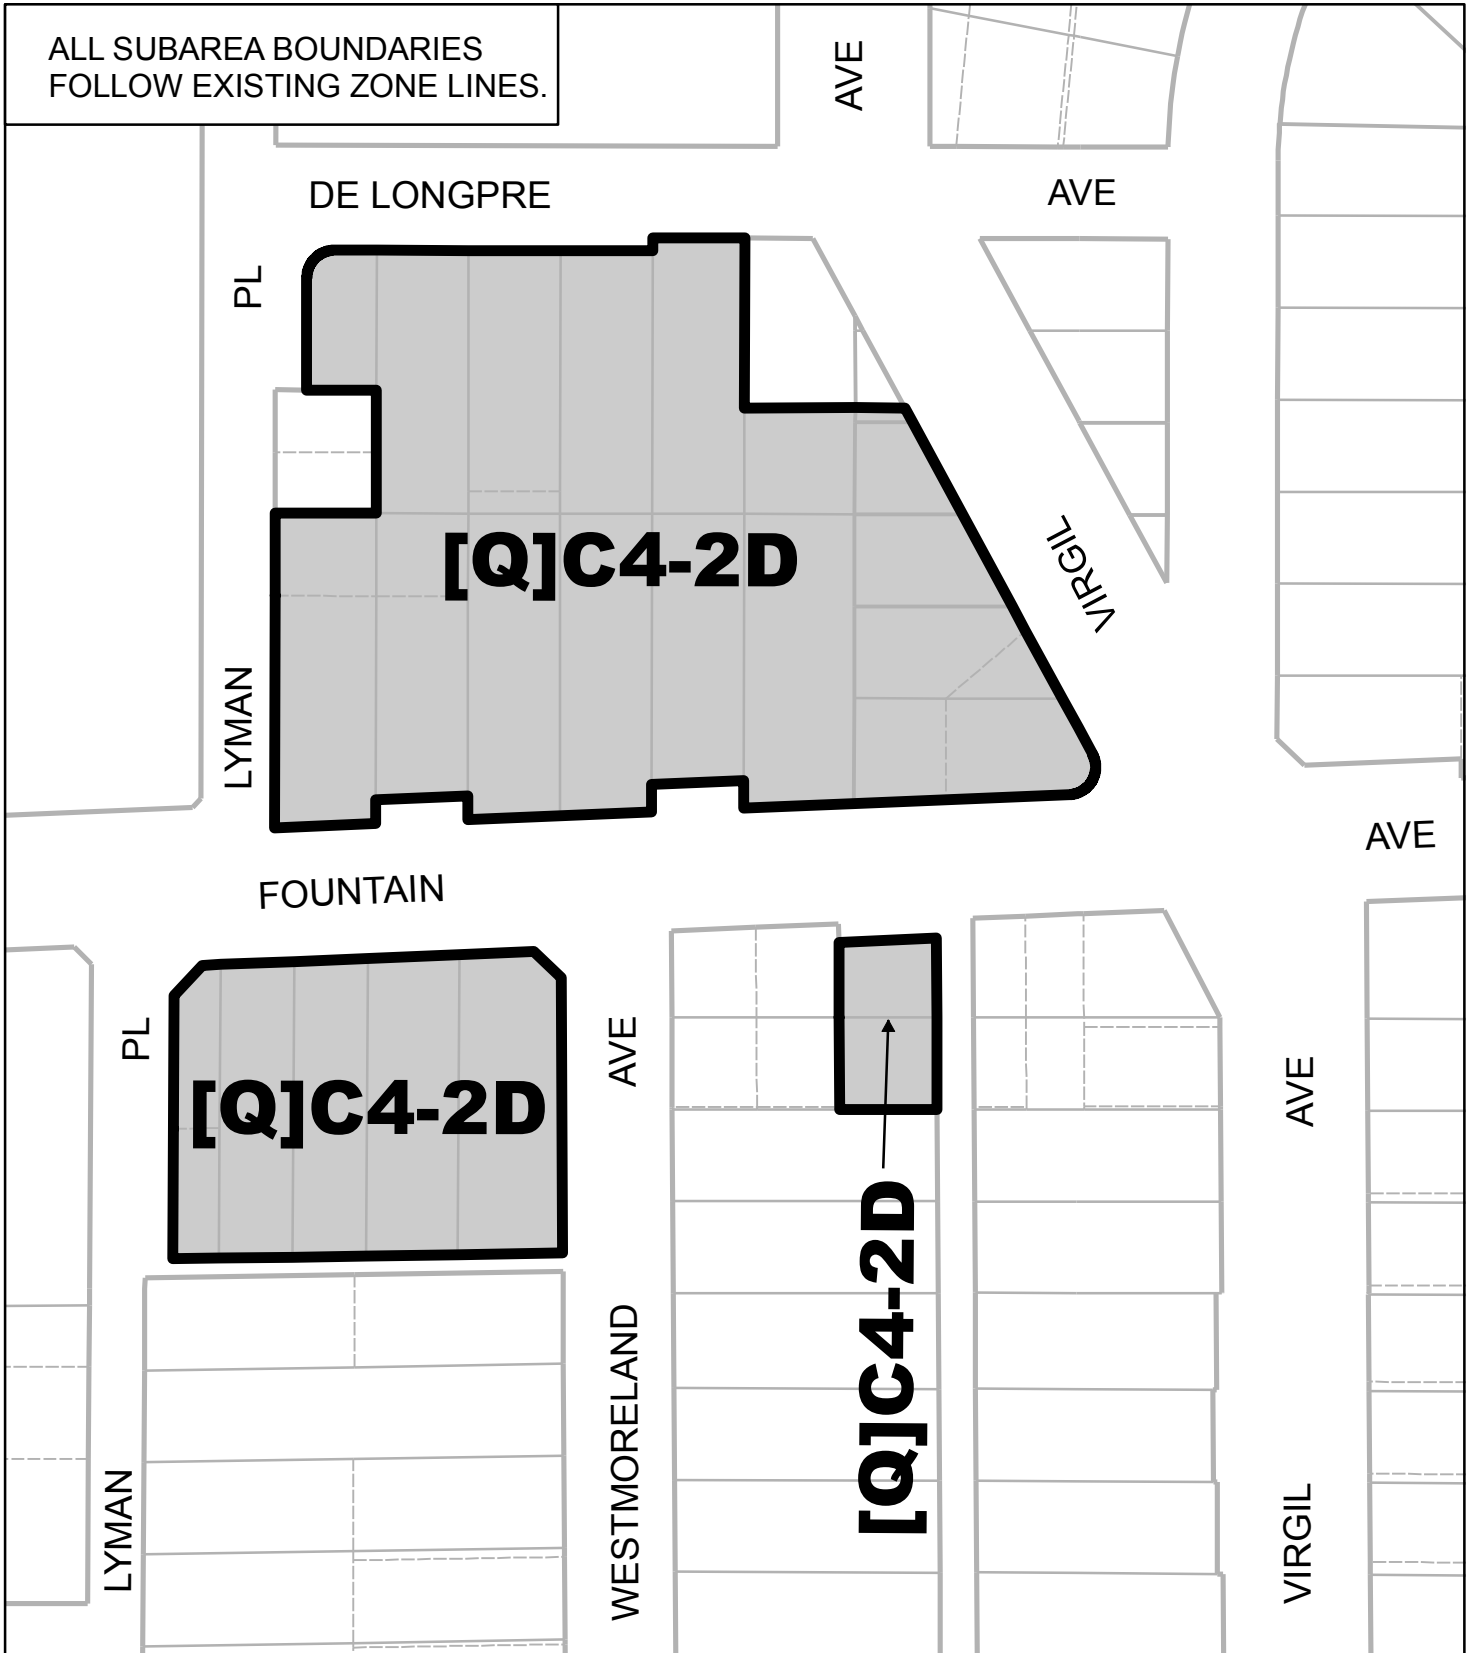 ALL SUBAREA BOUNDARIES
FOLLOW EXISTING ZONE LINES.
AVE
DE LONGPRE
AVE
PL
[Q]C4-2D
VIRGIL
LYMAN
AVE
FOUNTAIN
PL
AVE
AVE
[Q]C4-2D
[Q]C4-2D
LYMAN
WESTMORELAND
VIRGIL